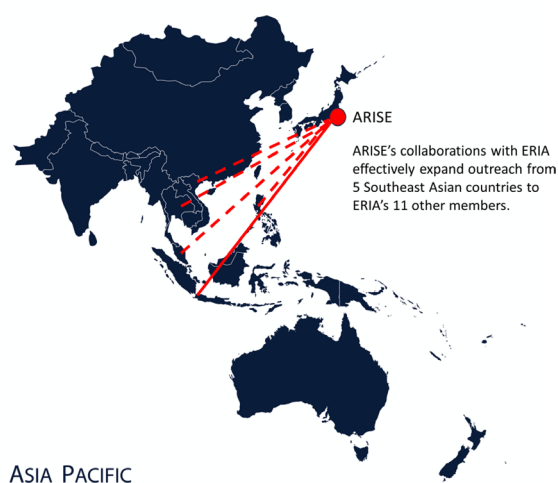 ARISE
ARISE’s collaborations with ERIA
effectively expand outreach from
5 Southeast Asian countries to
ERIA’s 11 other members.
ASIA PACIFIC